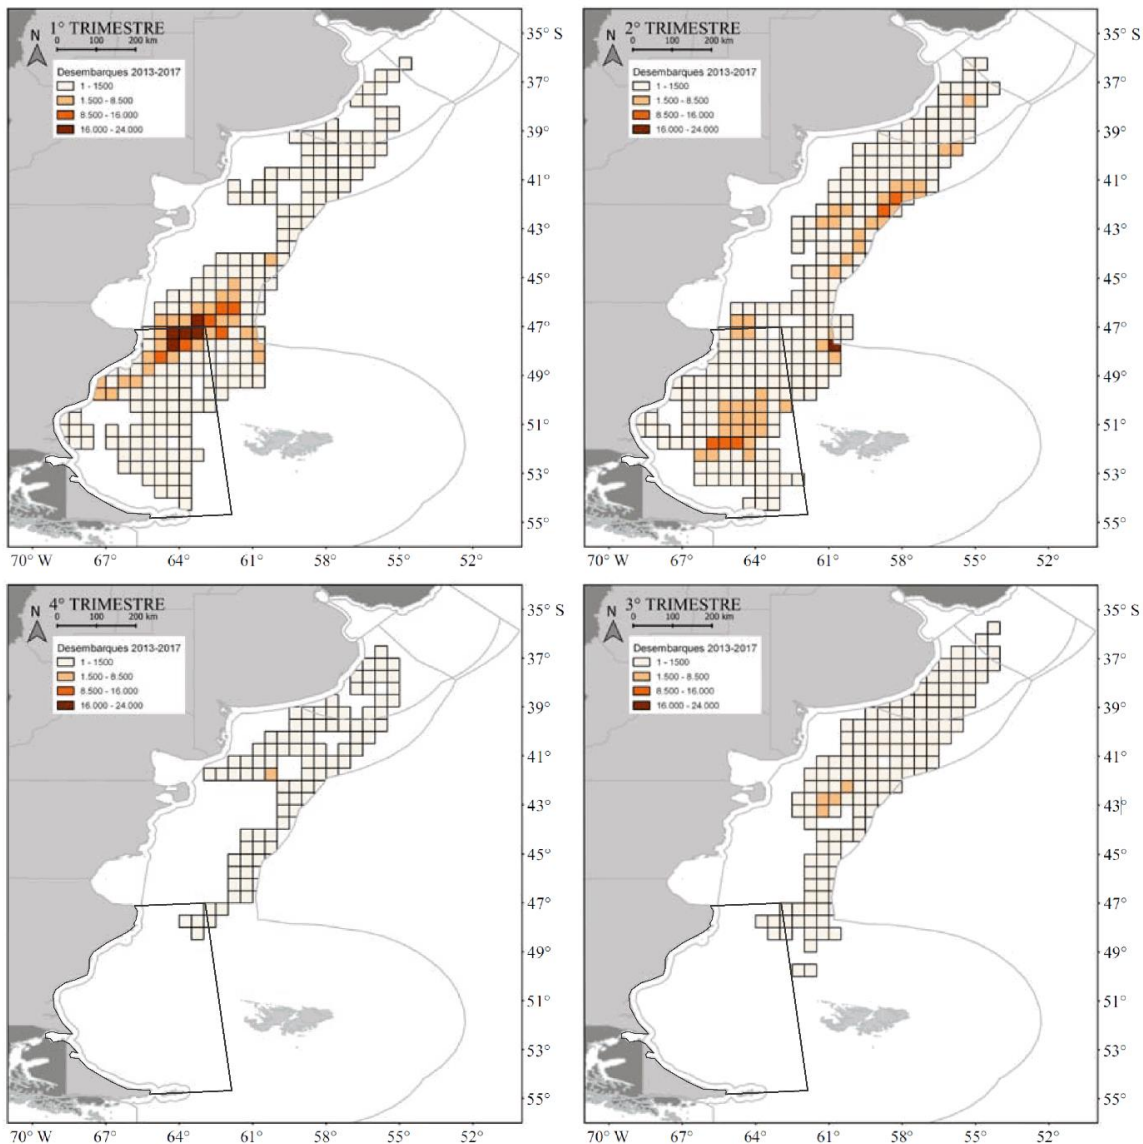 1° TRIMESTRE
N
0 100 200 km
Desembarques 2013-2017
1 - 1500
1.500 - 8.500
8.500 - 16.000
16.000 - 24.000
35° S
37°
39°
41°
43°
45°
47°
49°
51°
53°
55°
70° W 67° 64° 61° 58° 55° 52°
2° TRIMESTRE
N
0 100 200 km
Desembarques 2013-2017
1 - 1500
1.500 - 8.500
8.500 - 16.000
16.000 - 24.000
35° S
37°
39°
41°
43°
45°
47°
49°
51°
53°
55°
70° W 67° 64° 61° 58° 55° 52°
4° TRIMESTRE
N
0 100 200 km
Desembarques 2013-2017
1 - 1500
1.500 - 8.500
8.500 - 16.000
16.000 - 24.000
35° S
37°
39°
41°
43°
45°
47°
49°
51°
53°
55°
70° W 67° 64° 61° 58° 55° 52°
3° TRIMESTRE
N
0 100 200 km
Desembarques 2013-2017
1 - 1500
1.500 - 8.500
8.500 - 16.000
16.000 - 24.000
35° S
37°
39°
41°
43°
45°
47°
49°
51°
53°
55°
70° W 67° 64° 61° 58° 55° 52°